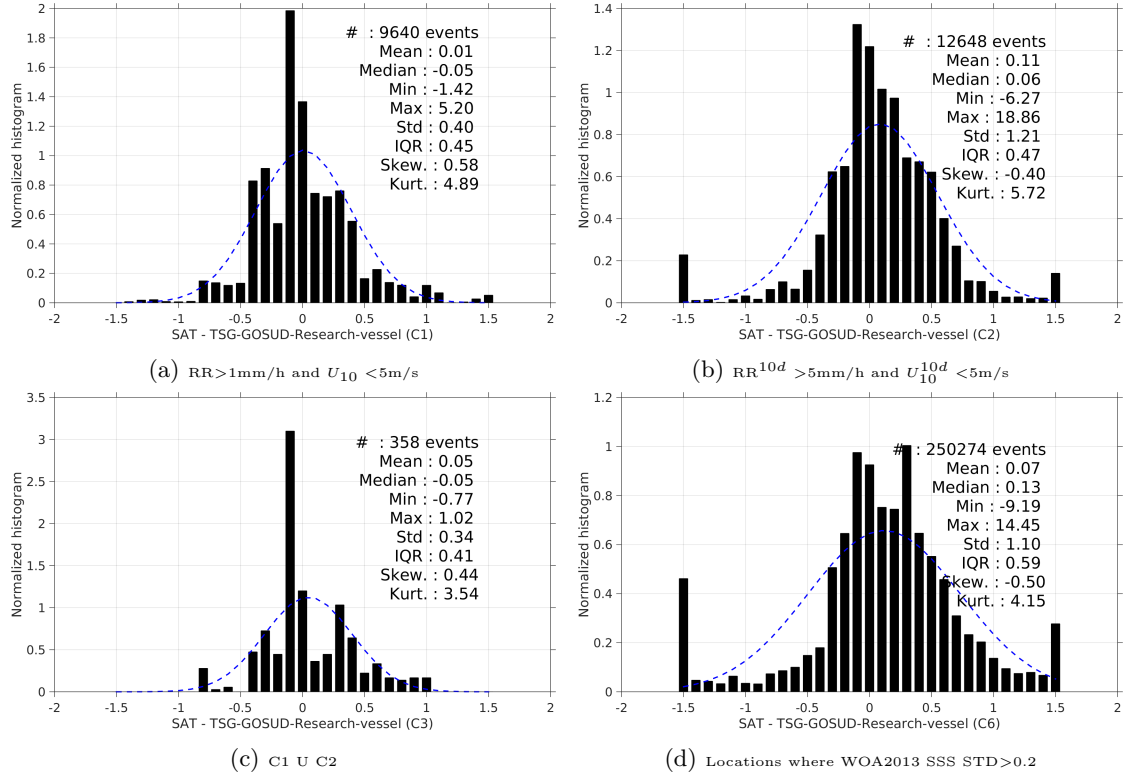 2
1.8
1.6
1.4
1.2
1
0.8
0.6
0.4
0.2
0
Normalized histogram
# : 9640 events
Mean : 0.01
Median : -0.05
Min : -1.42
Max : 5.20
Std : 0.40
IQR : 0.45
Skew. : 0.58
Kurt. : 4.89
-2 -1.5 -1 -0.5 0 0.5 1 1.5 2
SAT - TSG-GOSUD-Research-vessel (C1)
(a) RR>1mm/h and U10 <5m/s
1.4
1.2
1
0.8
0.6
0.4
0.2
0
Normalized histogram
# : 12648 events
Mean : 0.11
Median : 0.06
Min : -6.27
Max : 18.86
Std : 1.21
IQR : 0.47
Skew. : -0.40
Kurt. : 5.72
-2 -1.5 -1 -0.5 0 0.5 1 1.5 2
SAT - TSG-GOSUD-Research-vessel (C2)
(b) RR^10d >5mm/h and U_10^10d <5m/s
3.5
3
2.5
2
1.5
1
0.5
0
Normalized histogram
# : 358 events
Mean : 0.05
Median : -0.05
Min : -0.77
Max : 1.02
Std : 0.34
IQR : 0.41
Skew. : 0.44
Kurt. : 3.54
-2 -1.5 -1 -0.5 0 0.5 1 1.5 2
SAT - TSG-GOSUD-Research-vessel (C3)
(c) C1 U C2
1.2
1
0.8
0.6
0.4
0.2
0
Normalized histogram
# : 250274 events
Mean : 0.07
Median : 0.13
Min : -9.19
Max : 14.45
Std : 1.10
IQR : 0.59
Skew. : -0.50
Kurt. : 4.15
-2 -1.5 -1 -0.5 0 0.5 1 1.5 2
SAT - TSG-GOSUD-Research-vessel (C6)
(d) Locations where WOA2013 SSS STD>0.2